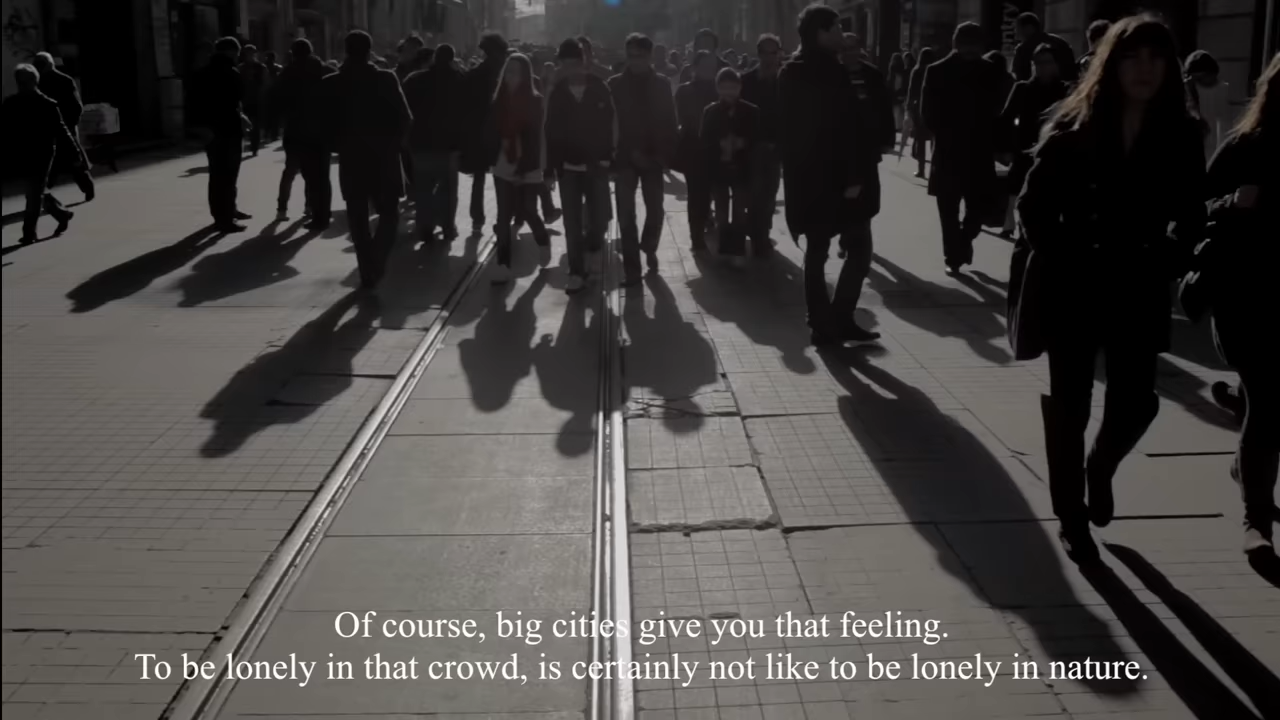 Of course, big cities give you that feeling.
To be lonely in that crowd, is certainly not like to be lonely in nature.